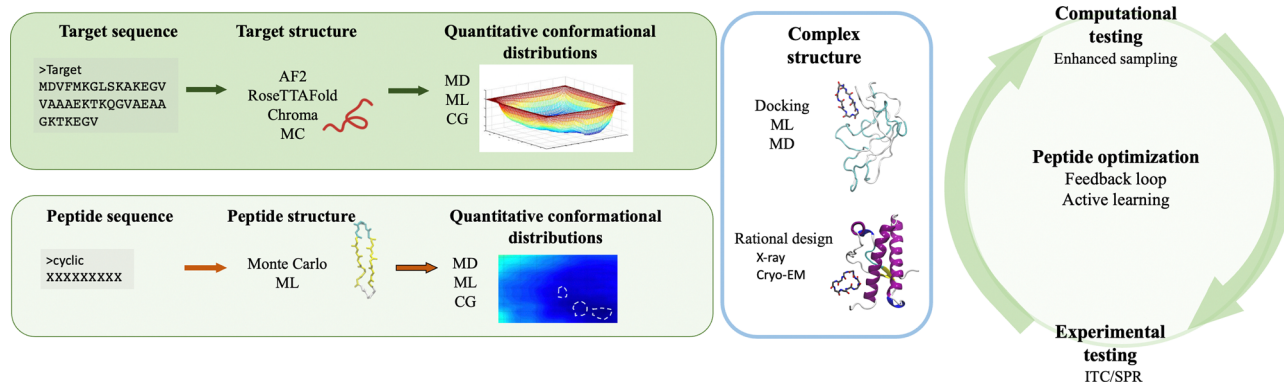 Target sequence
>Target
MDVFMKGLSKAKEGV
VAAAEKTKQGVAEAA
GKTKEGV
Target structure
AF2
RoseTTAFold
Chroma
MC
Quantitative conformational
distributions
MD
ML
CG
Peptide sequence
>cyclic
XXXXXXXXX
Peptide structure
Monte Carlo
ML
Quantitative conformational
distributions
MD
ML
CG
Complex
structure
Docking
ML
MD
Rational design
X-ray
Cryo-EM
Computational
testing
Enhanced sampling
Peptide optimization
Feedback loop
Active learning
Experimental
testing
ITC/SPR